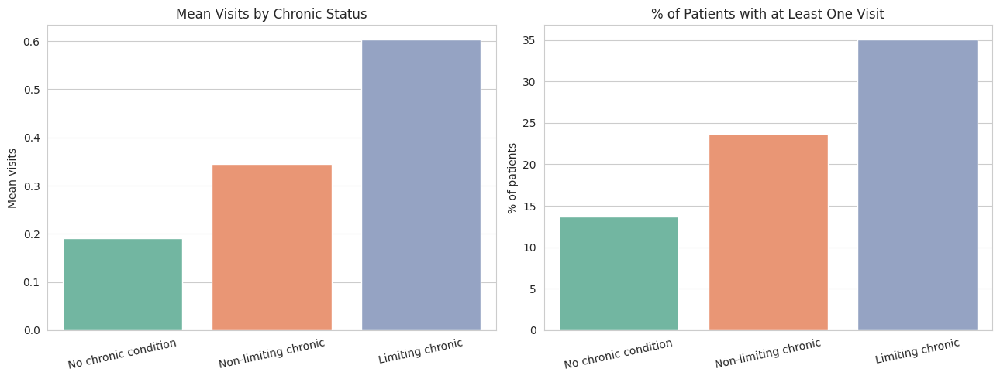 Mean Visits by Chronic Status
Mean visits
0.6
0.5
0.4
0.3
0.2
0.1
0.0
No chronic condition
Non-limiting chronic
Limiting chronic
% of Patients with at Least One Visit
% of patients
35
30
25
20
15
10
5
0
No chronic condition
Non-limiting chronic
Limiting chronic